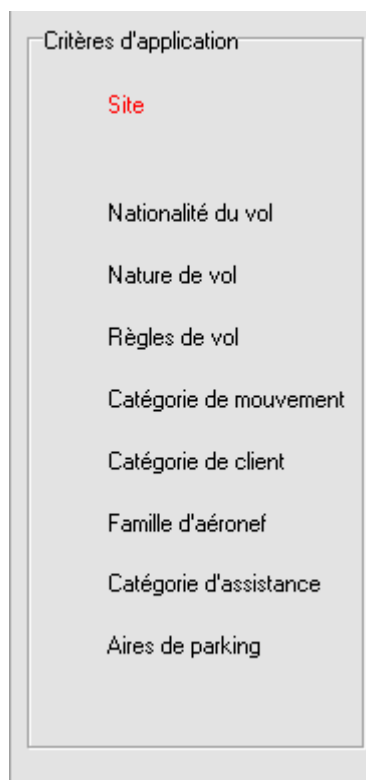 Critères d'application
Site
Nationalité du vol
Nature de vol
Règles de vol
Catégorie de mouvement
Catégorie de client
Famille d'aéronef
Catégorie d'assistance
Aires de parking